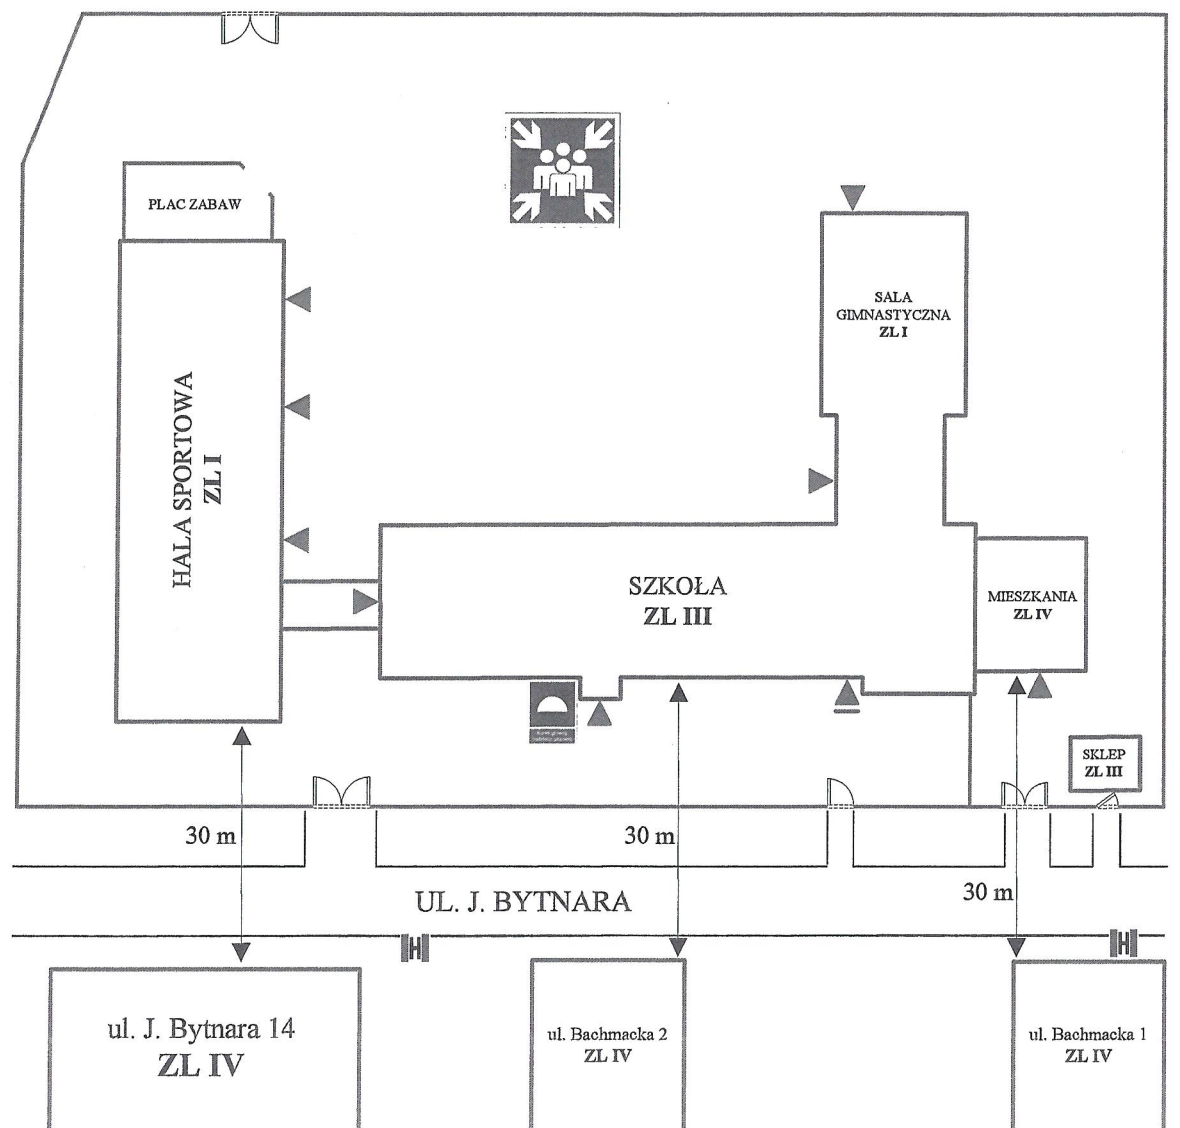 PLAC ZABAW
SALA
GIMNASTYCZNA
ZL I
HALA SPORTOWA
ZL I
SZKOŁA
ZL III
MIESZKANIA
ZL IV
SKLEP
ZL III
30 m
30 m
30 m
UL. J. BYTNARA
H
H
ul. J. Bytnara 14
ZL IV
ul. Bachmacka 2
ZL IV
ul. Bachmacka 1
ZL IV